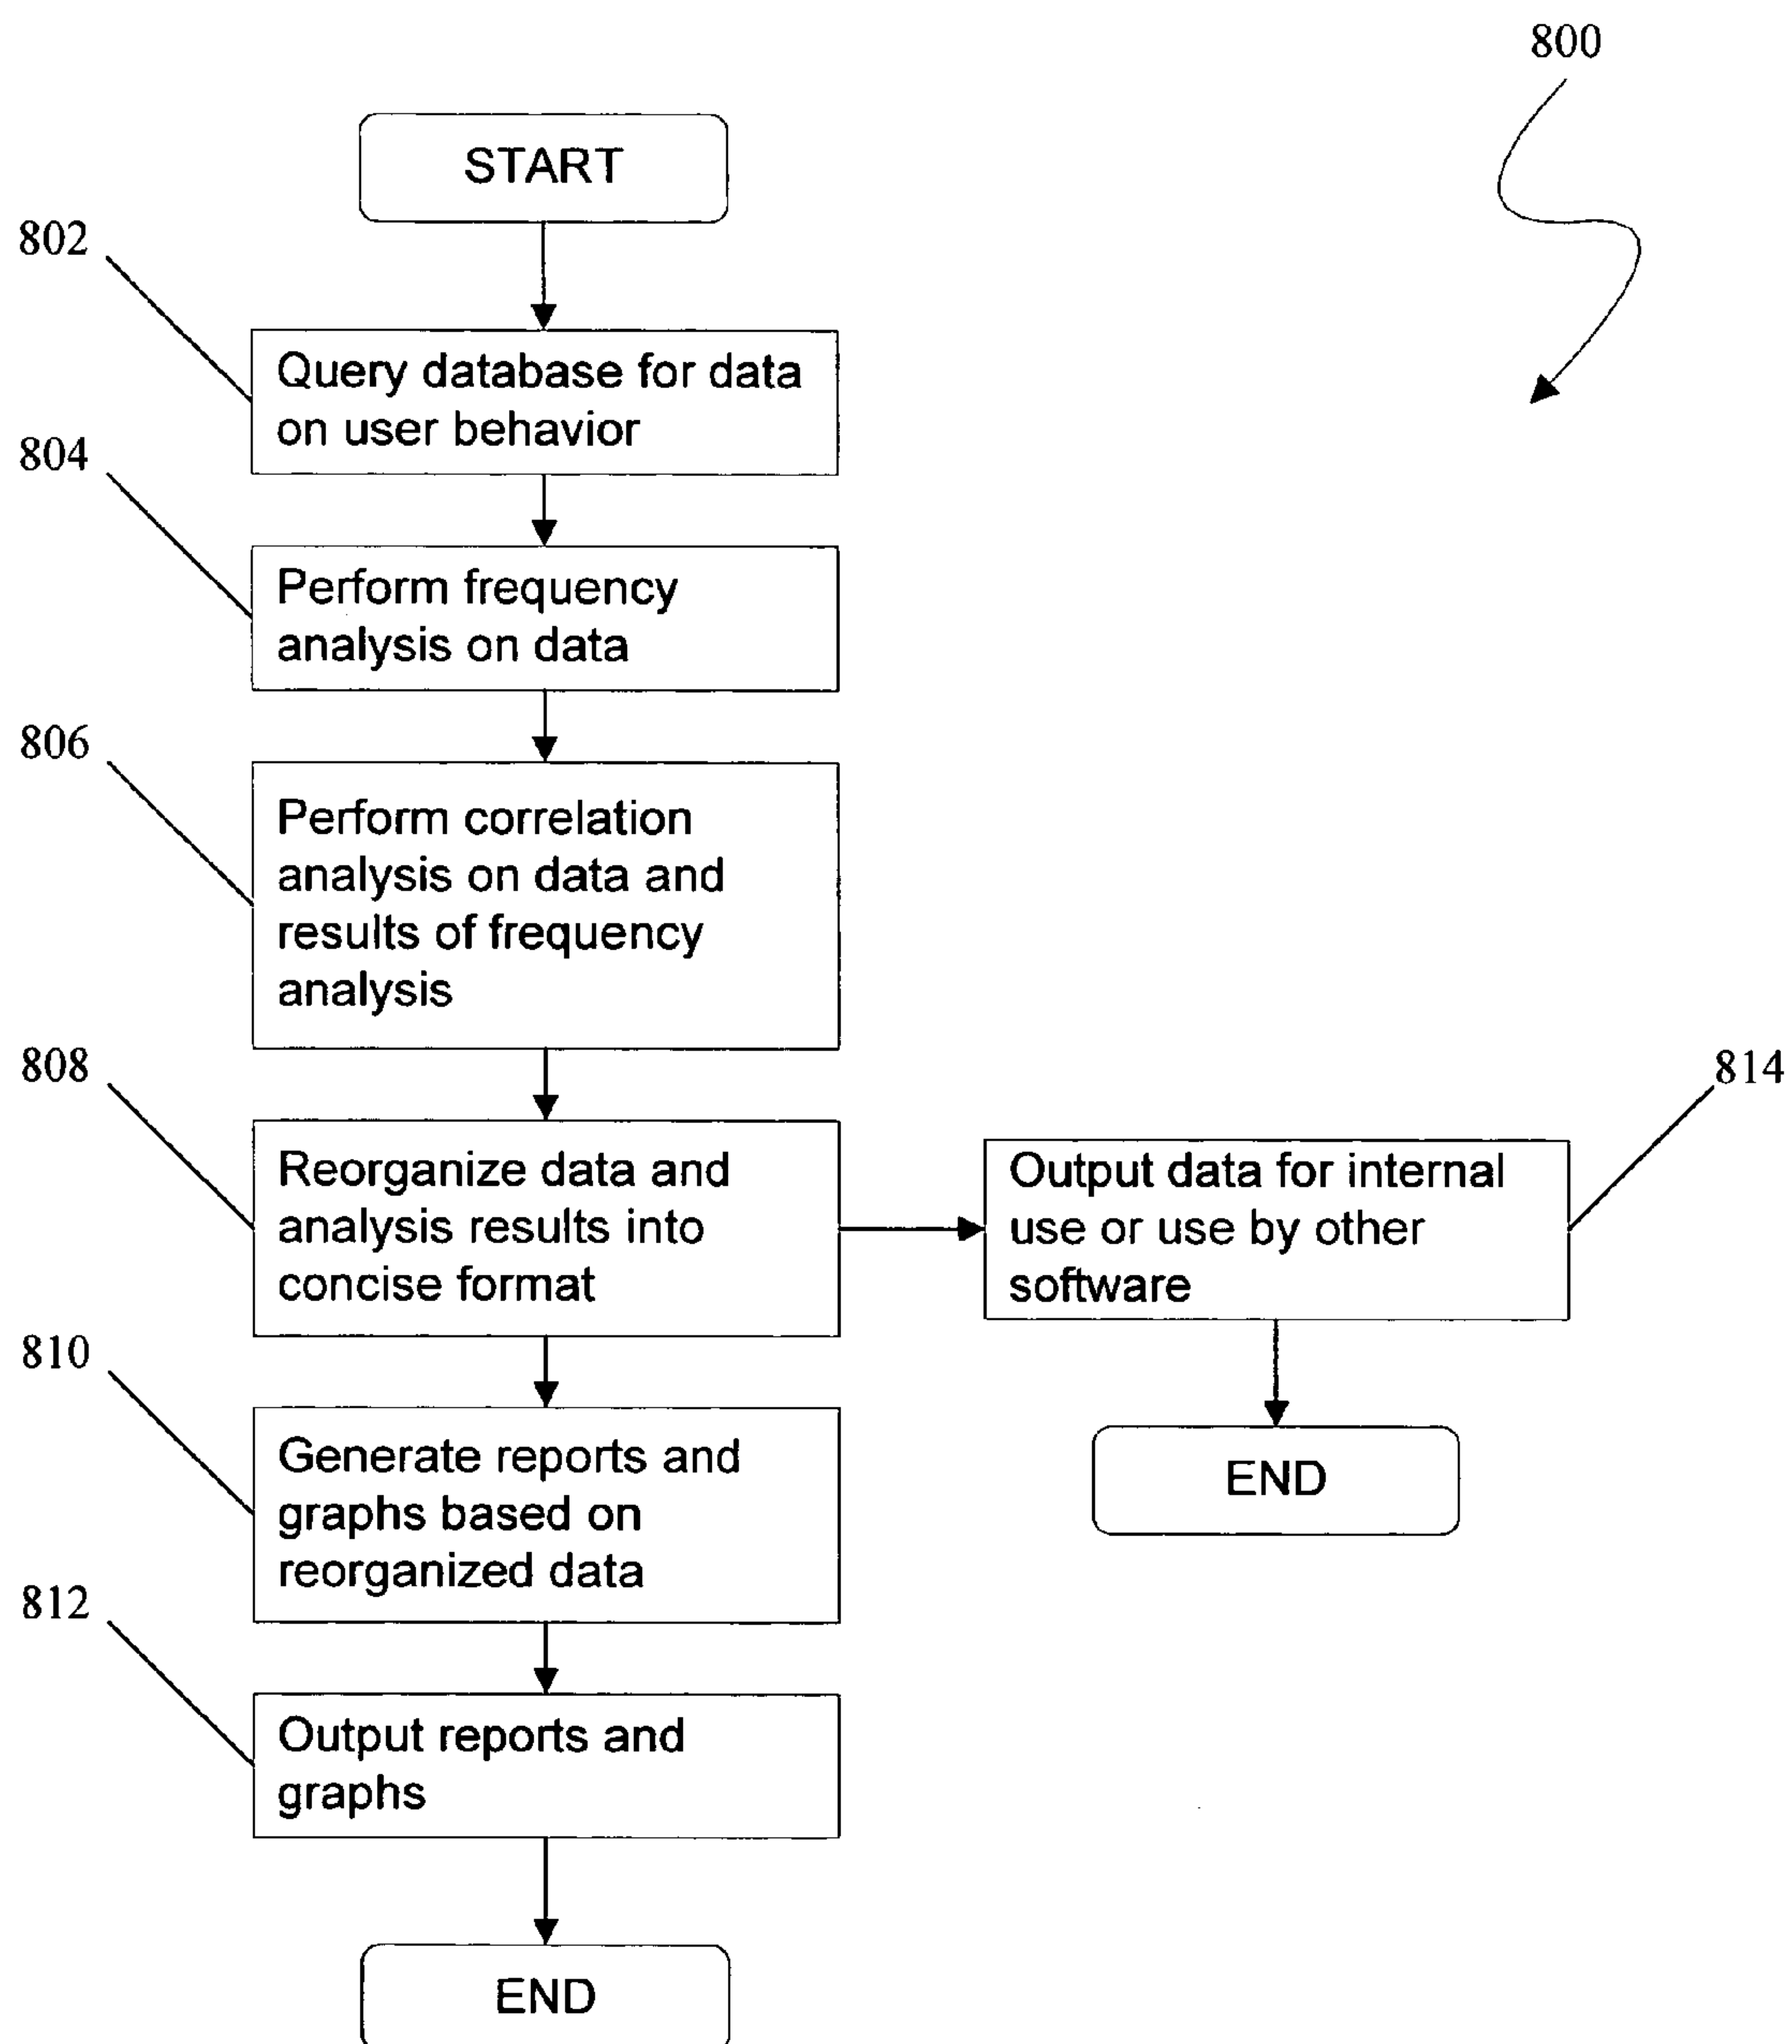 800
START
802
Query database for data
on user behavior
804
Perform frequency
analysis on data
806
Perform correlation
analysis on data and
results of frequency
analysis
808
Reorganize data and
analysis results into
concise format
814
Output data for internal
use or use by other
software
END
810
Generate reports and
graphs based on
reorganized data
812
Output reports and
graphs
END